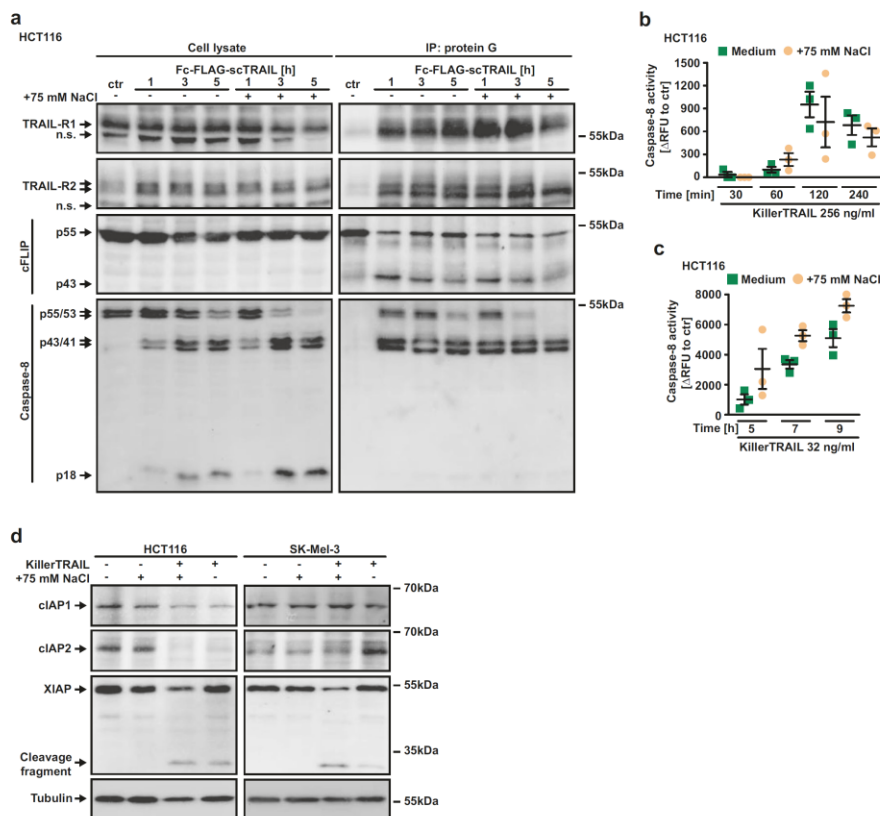 a
HCT116
Cell lysate
IP: protein G
Fc-FLAG-scTRAIL [h]
Fc-FLAG-scTRAIL [h]
ctr 1 3 5 1 3 5
ctr 1 3 5 1 3 5
+75 mM NaCl - - - - + + +
- - - - + + +
TRAIL-R1
n.s.
55kDa
TRAIL-R2
n.s.
cFLIP
p55
p43
55kDa
Caspase-8
p55/53
p43/41
p18
55kDa
b
HCT116
Medium +75 mM NaCl
Caspase-8 activity
[ΔRFU to ctr]
1500
1200
900
600
300
0
Time [min] 30 60 120 240
KillerTRAIL 256 ng/ml
c
HCT116
Medium +75 mM NaCl
Caspase-8 activity
[ΔRFU to ctr]
8000
6000
4000
2000
0
Time [h] 5 7 9
KillerTRAIL 32 ng/ml
d
HCT116
SK-Mel-3
KillerTRAIL - - + + - - + +
+75 mM NaCl - + + - - + + -
70kDa
cIAP1
70kDa
cIAP2
XIAP
55kDa
35kDa
Cleavage
fragment
Tubulin
55kDa